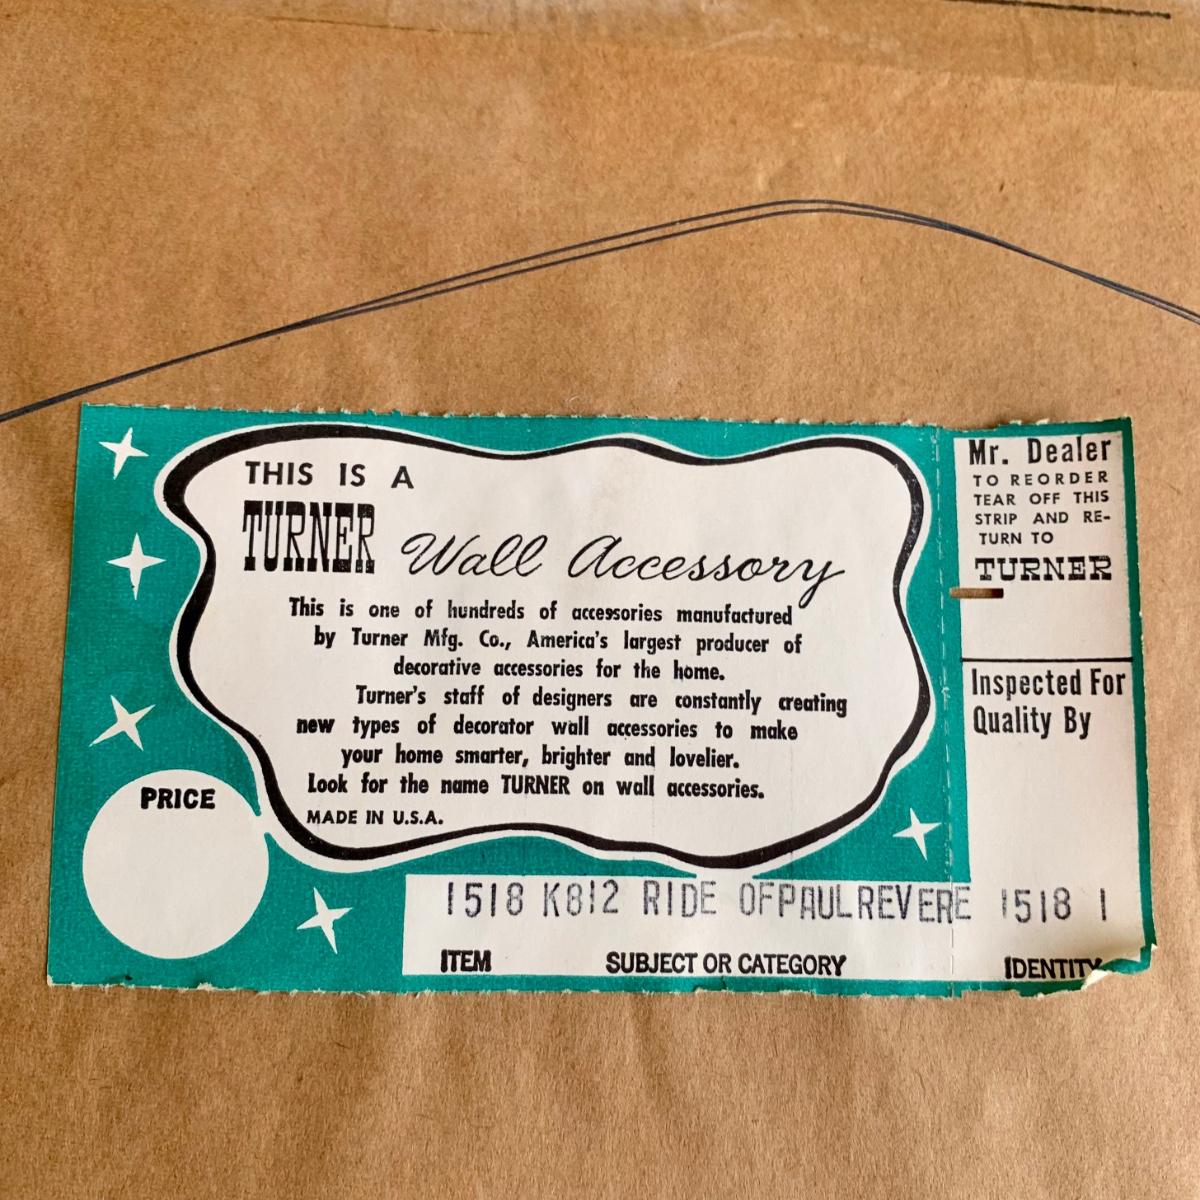 THIS IS A
TURNER Wall Accessory
This is one of hundreds of accessories manufactured
by Turner Mfg. Co., America's largest producer of
decorative accessories for the home.
Turner's staff of designers are constantly creating
new types of decorator wall accessories to make
your home smarter, brighter and lovelier.
Look for the name TURNER on wall accessories.
MADE IN U.S.A.
PRICE
Mr. Dealer
TO REORDER
TEAR OFF THIS
STRIP AND RE-
TURN TO
TURNER
Inspected For
Quality By
1518 K812 RIDE OFPAULREVERE 1518 1
ITEM SUBJECT OR CATEGORY IDENTITY